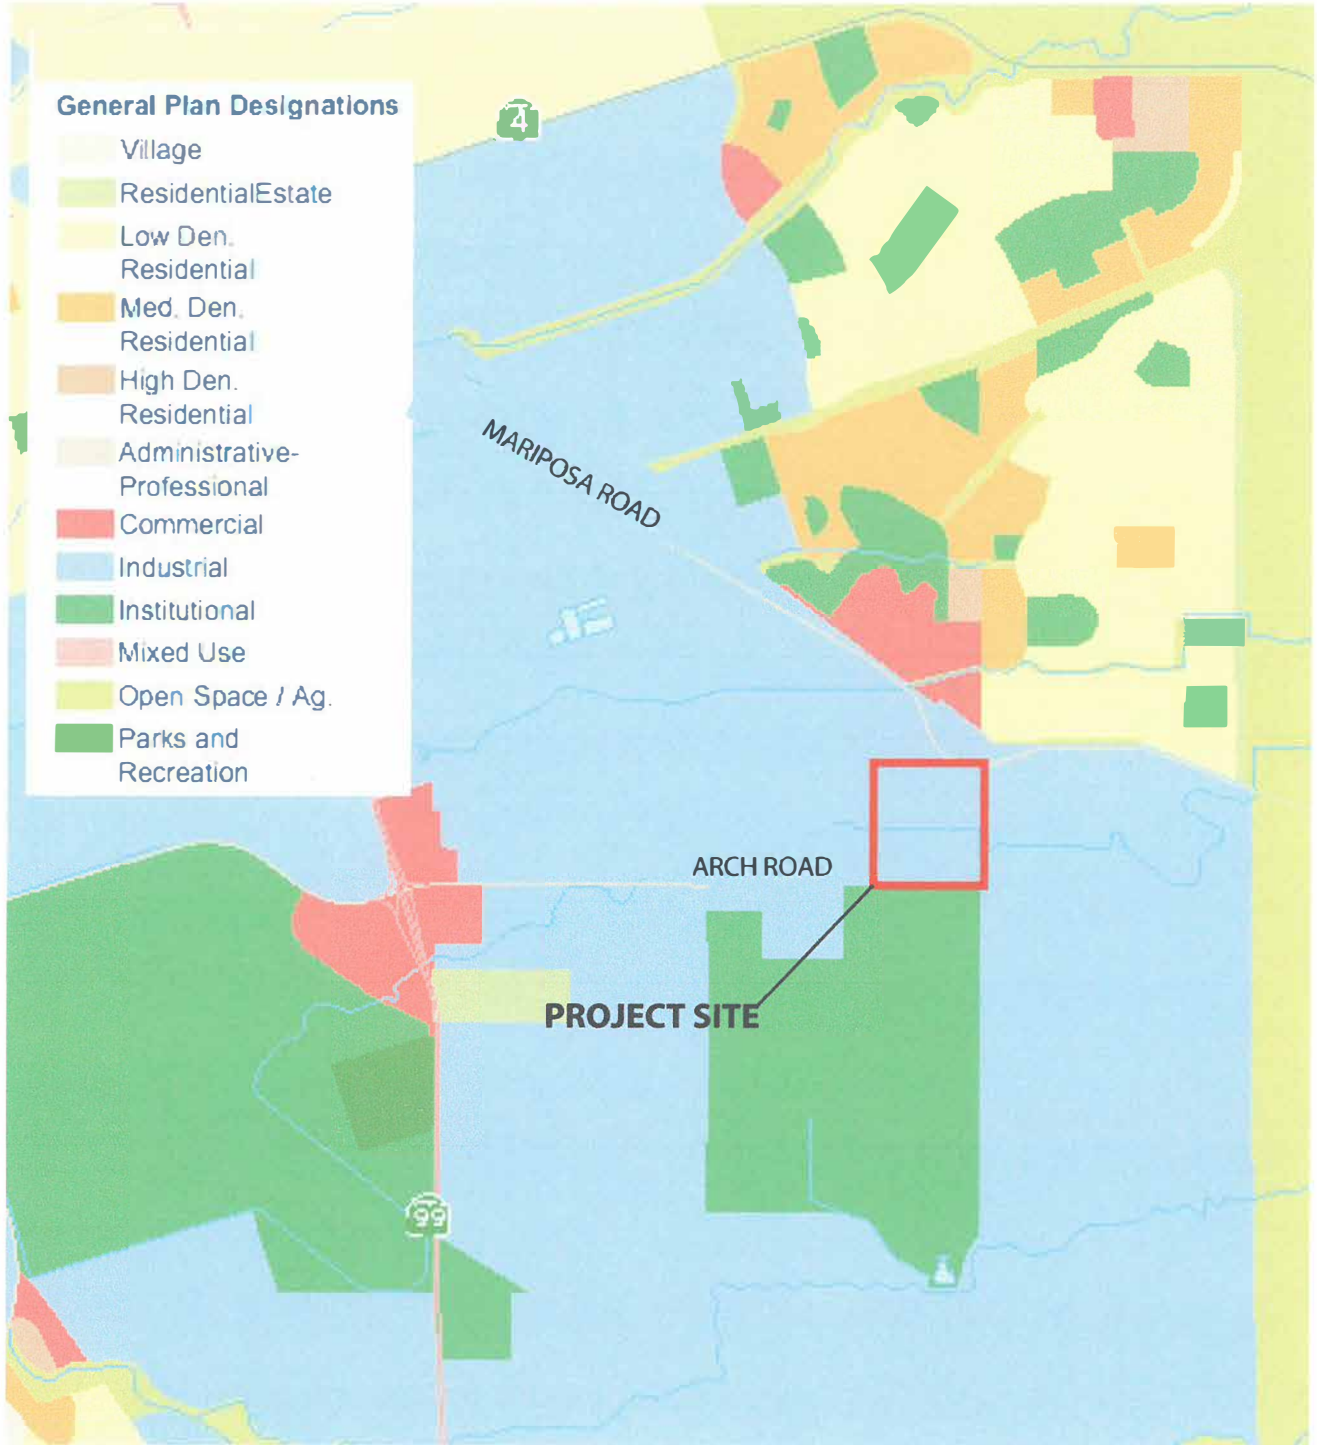 General Plan Designations
Village
ResidentialEstate
Low Den.
Residential
Med. Den.
Residential
High Den.
Residential
Administrative-
Professional
Commercial
Industrial
Institutional
Mixed Use
Open Space / Ag.
Parks and
Recreation
4
MARIPOSA ROAD
ARCH ROAD
PROJECT SITE
99